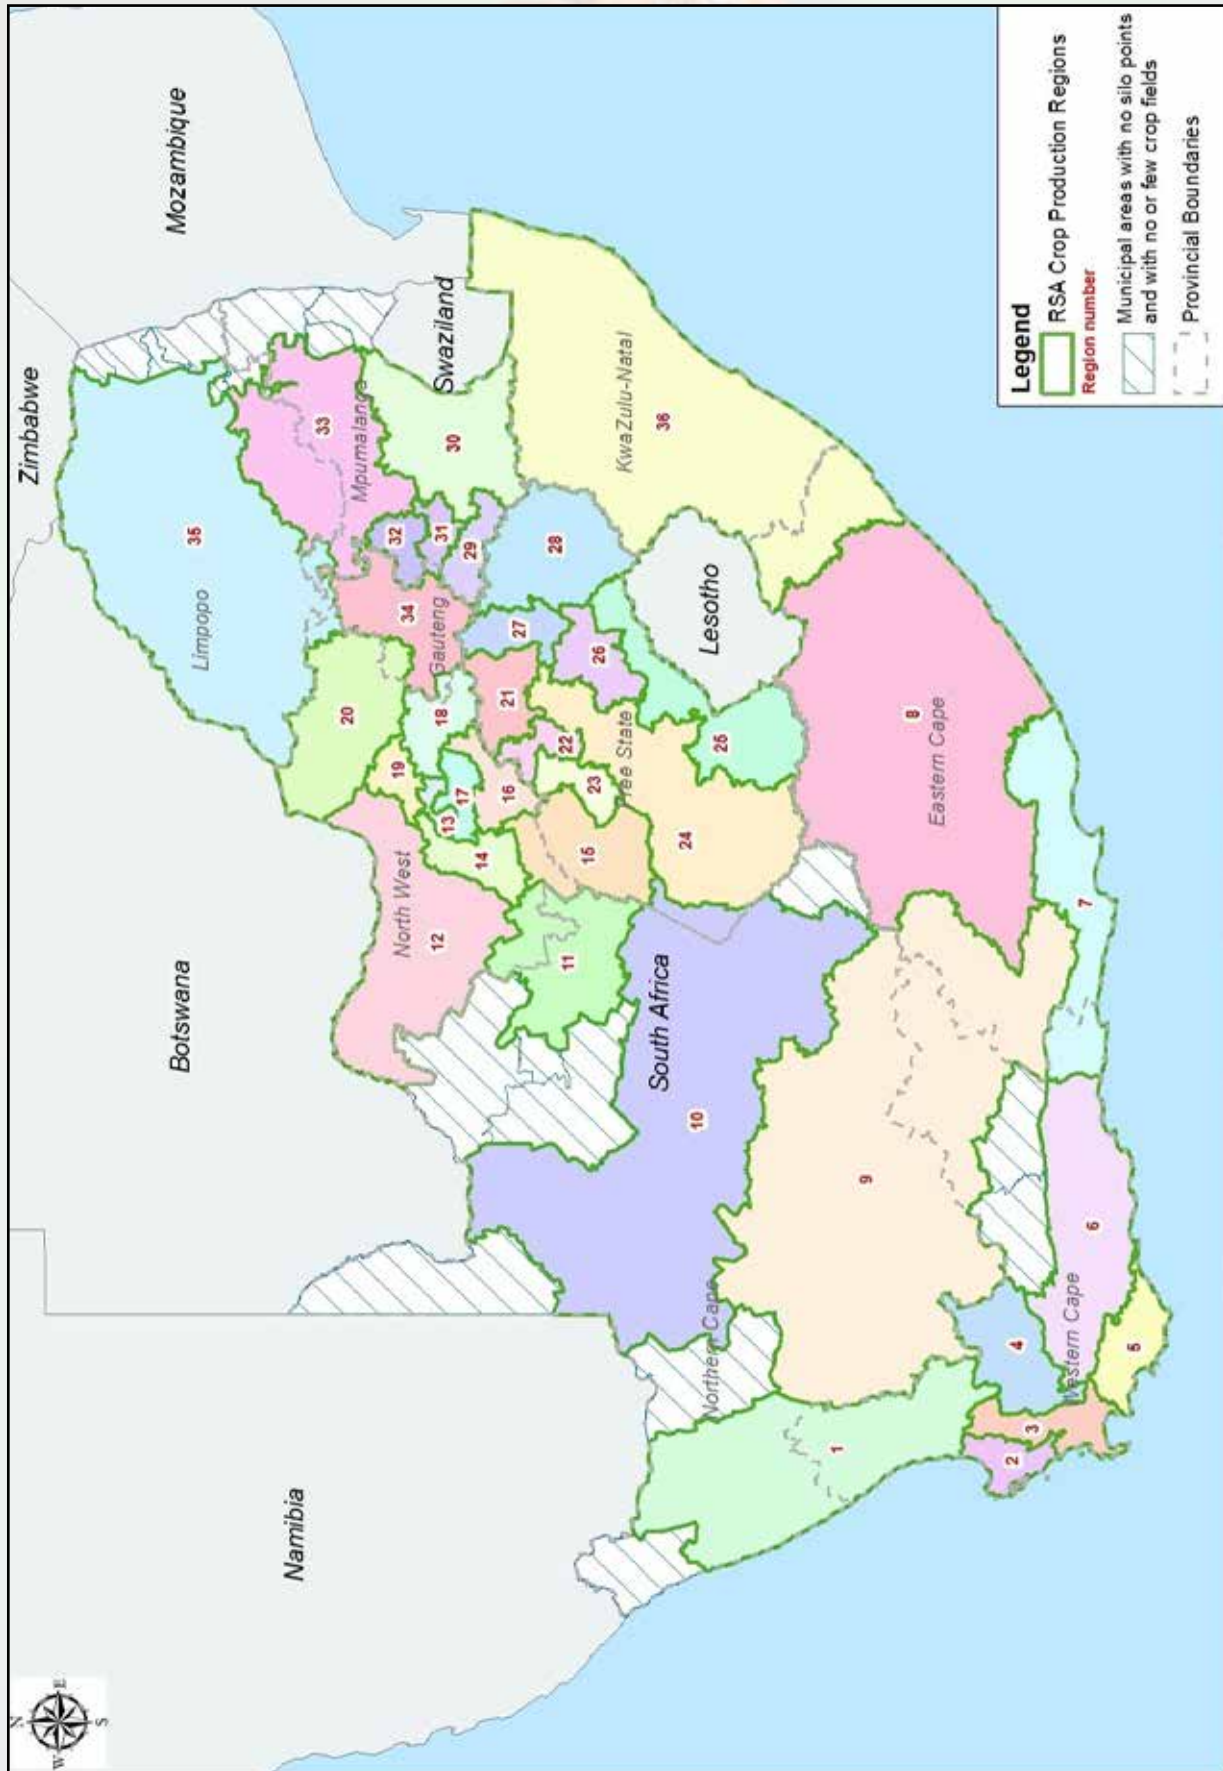 N
W
E
S
Namibia
Botswana
Zimbabwe
Mozambique
Swaziland
Lesotho
South Africa
Limpopo
Mpumalanga
Gauteng
North West
Free State
KwaZulu-Natal
Northern Cape
Eastern Cape
Western Cape
1
2
3
4
5
6
7
8
9
10
11
12
13
14
15
16
17
18
19
20
21
22
23
24
25
26
27
28
29
30
31
32
33
34
35
36
Legend
RSA Crop Production Regions
Region number
Municipal areas with no silo points
and with no or few crop fields
Provincial Boundaries